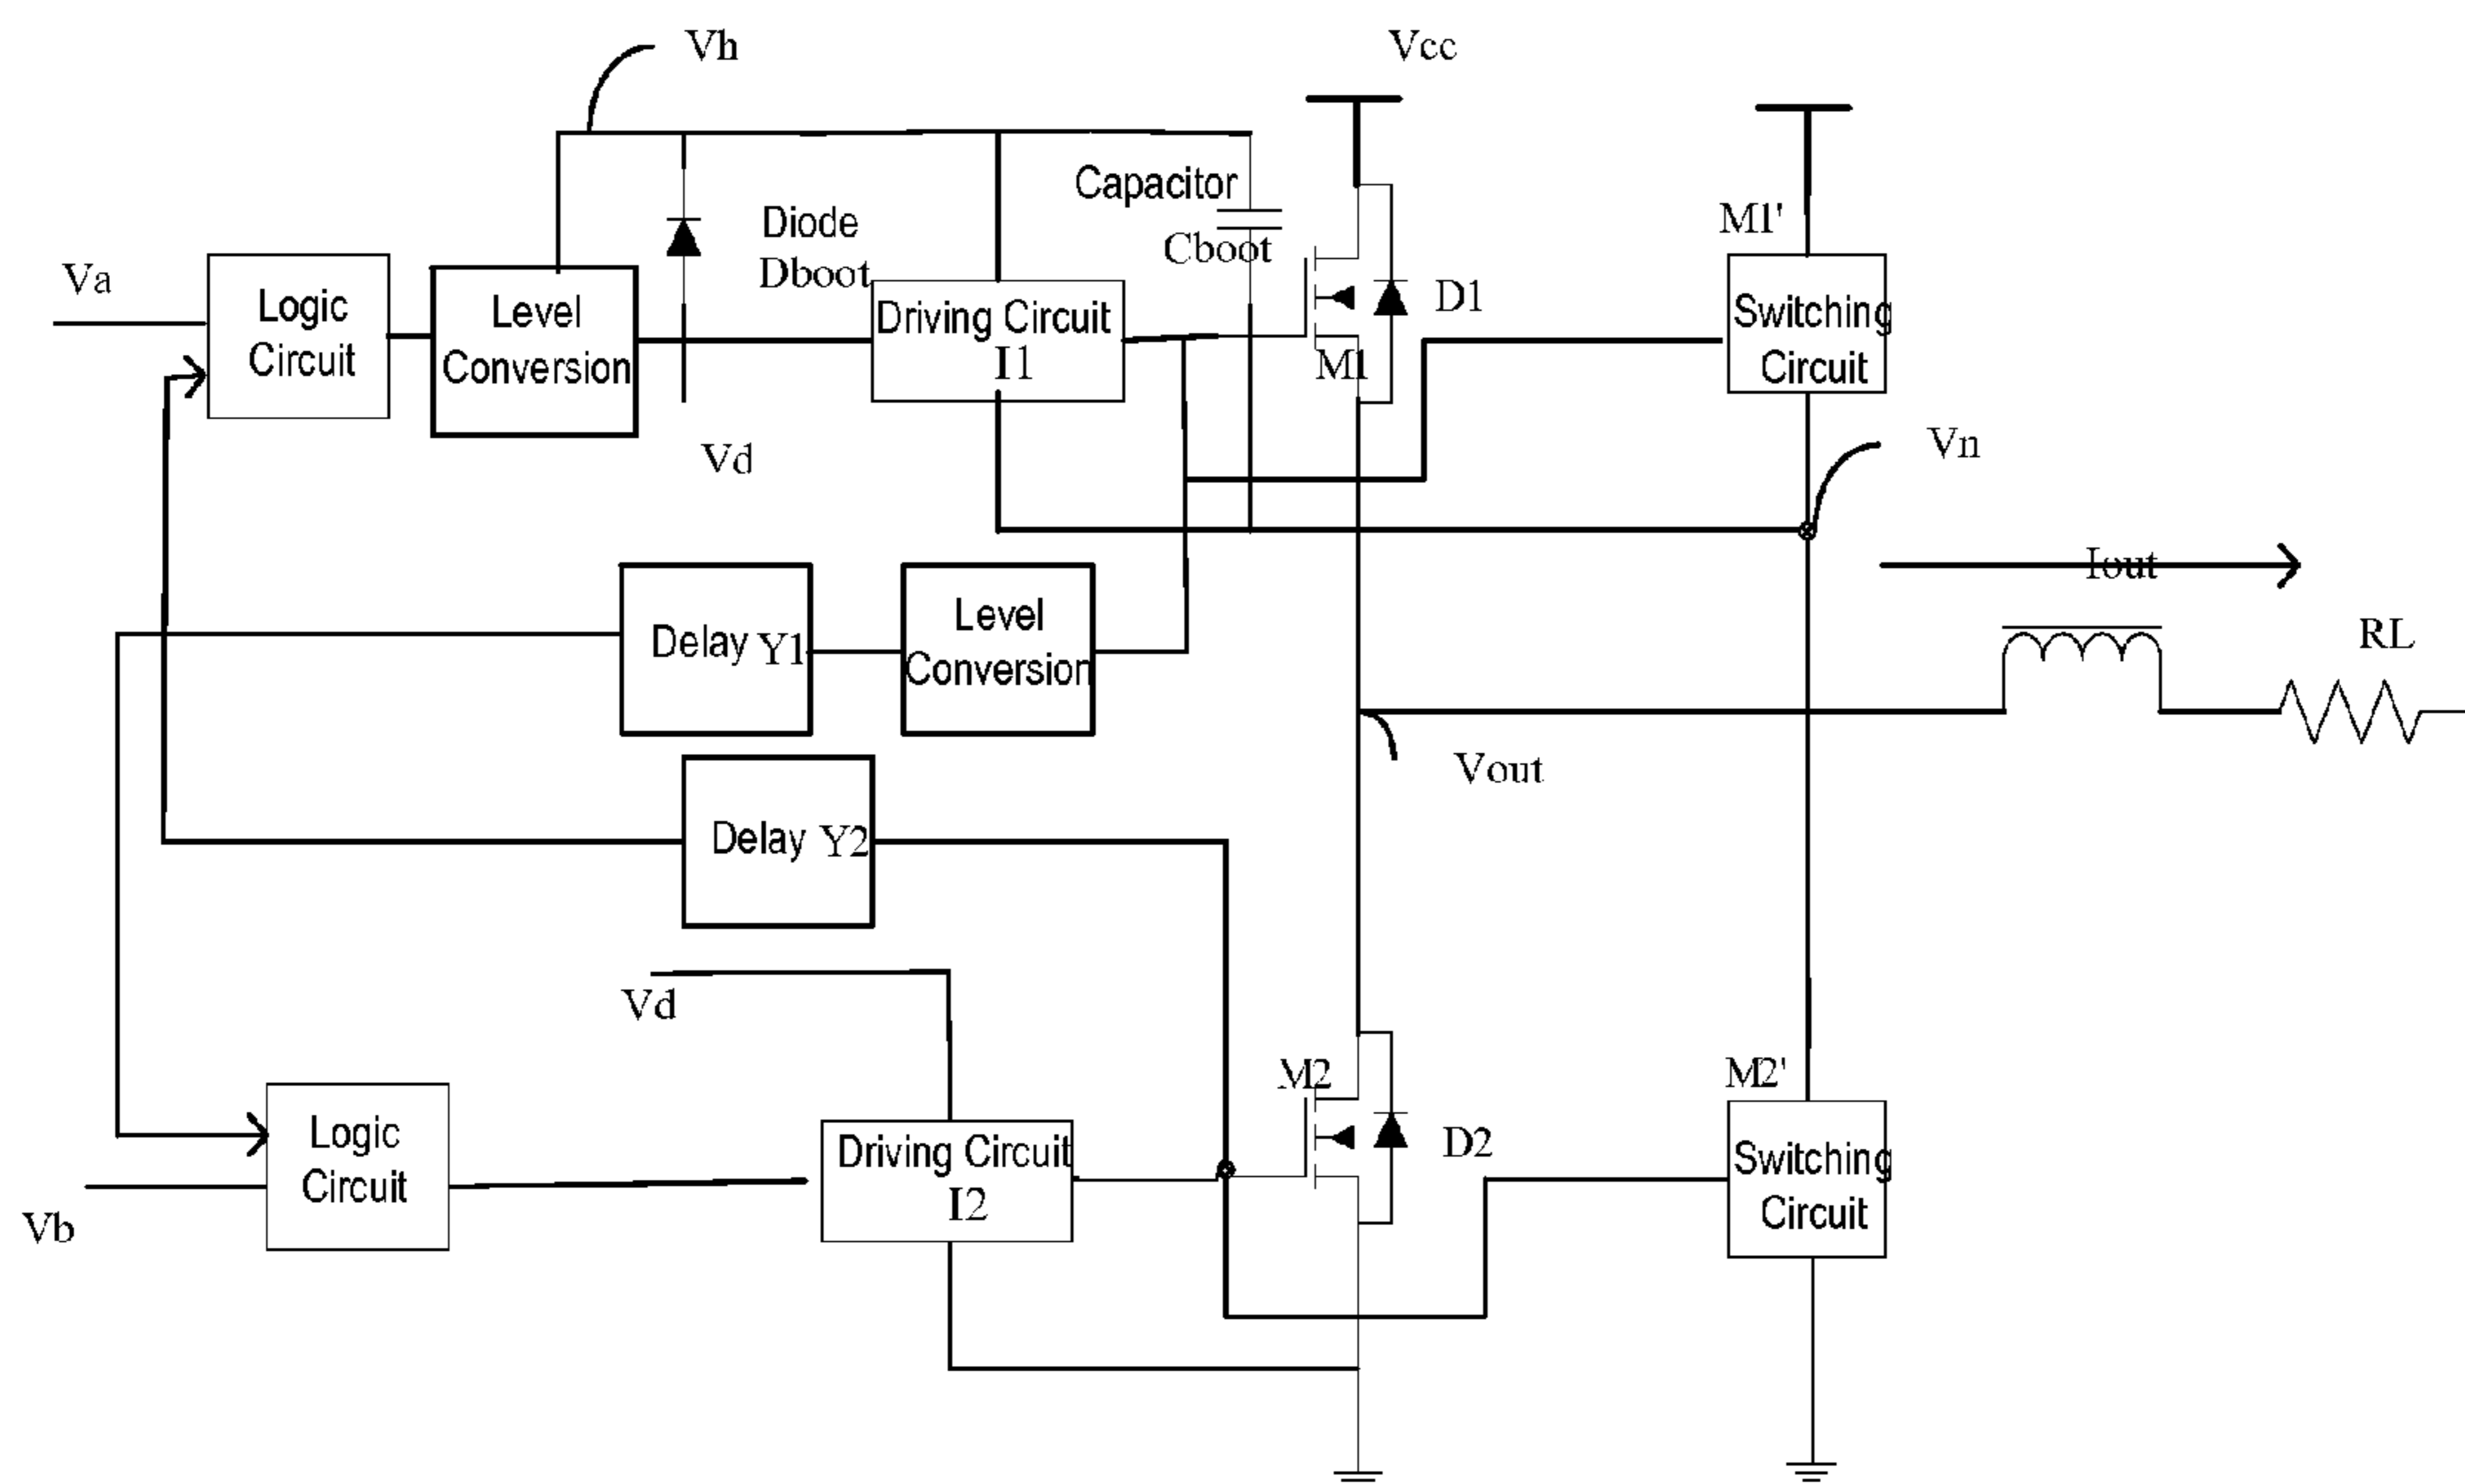 Vh
Vcc
Capacitor
Cboot
Diode
Dboot
M1'
Va
Logic
Circuit
Level
Conversion
Driving Circuit
I1
M1
D1
Switching
Circuit
Vd
Vn
Iout
RL
Delay Y1
Level
Conversion
Vout
Delay Y2
Vd
M2
M2'
Logic
Circuit
Driving Circuit
I2
D2
Switching
Circuit
Vb